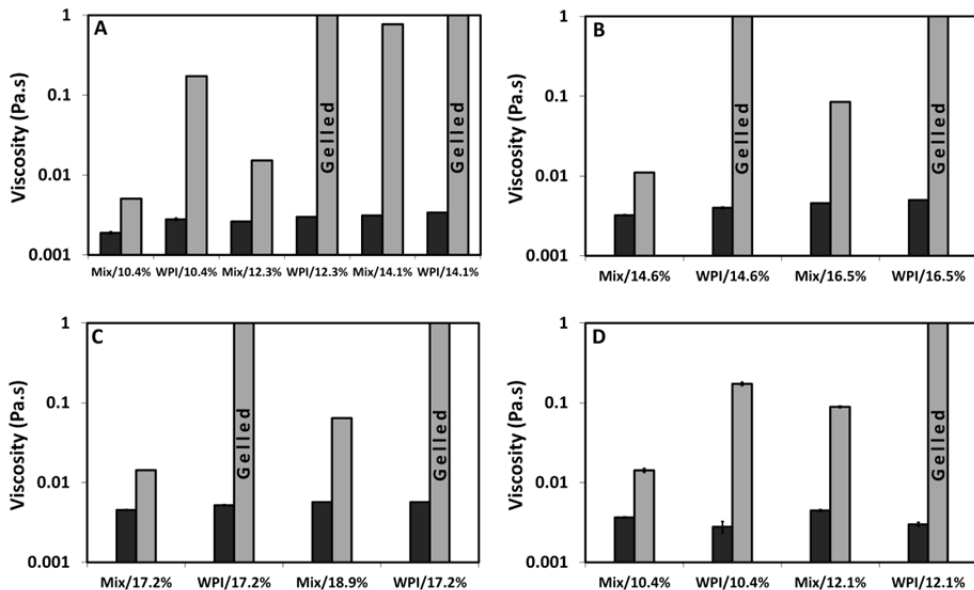 A
Viscosity (Pa.s)
1
0.1
0.01
0.001
Gelled
Gelled
Mix/10.4% WPI/10.4% Mix/12.3% WPI/12.3% Mix/14.1% WPI/14.1%
B
Viscosity (Pa.s)
1
0.1
0.01
0.001
Gelled
Gelled
Mix/14.6% WPI/14.6% Mix/16.5% WPI/16.5%
C
Viscosity (Pa.s)
1
0.1
0.01
0.001
Gelled
Gelled
Mix/17.2% WPI/17.2% Mix/18.9% WPI/17.2%
D
Viscosity (Pa.s)
1
0.1
0.01
0.001
Gelled
Mix/10.4% WPI/10.4% Mix/12.1% WPI/12.1%